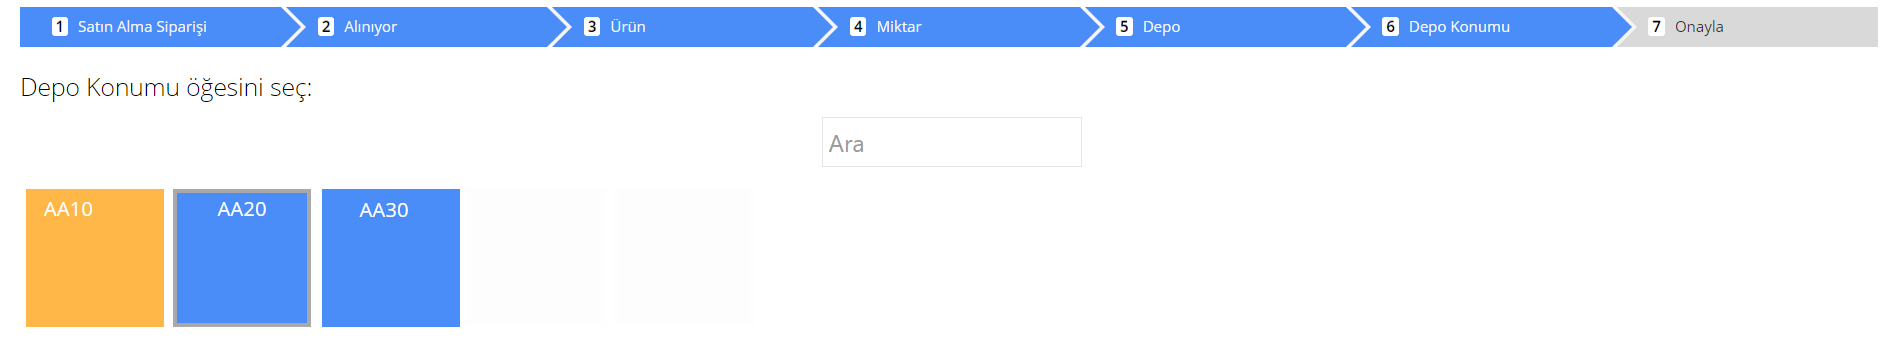 1 Satın Alma Siparişi 2 Alınıyor 3 Ürün 4 Miktar 5 Depo 6 Depo Konumu 7 Onayla
Depo Konumu öğesini seç:
Ara
AA10 AA20 AA30